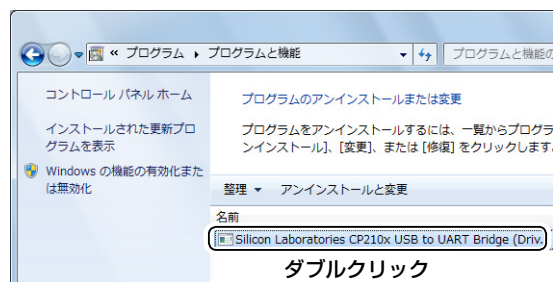 « プログラム ▸ プログラムと機能
プログラムと機能の
コントロール パネル ホーム
インストールされた更新プロ
グラムを表示
Windows の機能の有効化また
は無効化
プログラムのアンインストールまたは変更
プログラムをアンインストールするには、一覧からプログラ
ンインストール]、[変更]、または [修復] をクリックします。
整理 ▼ アンインストールと変更
名前
Silicon Laboratories CP210x USB to UART Bridge (Driv.
ダブルクリック